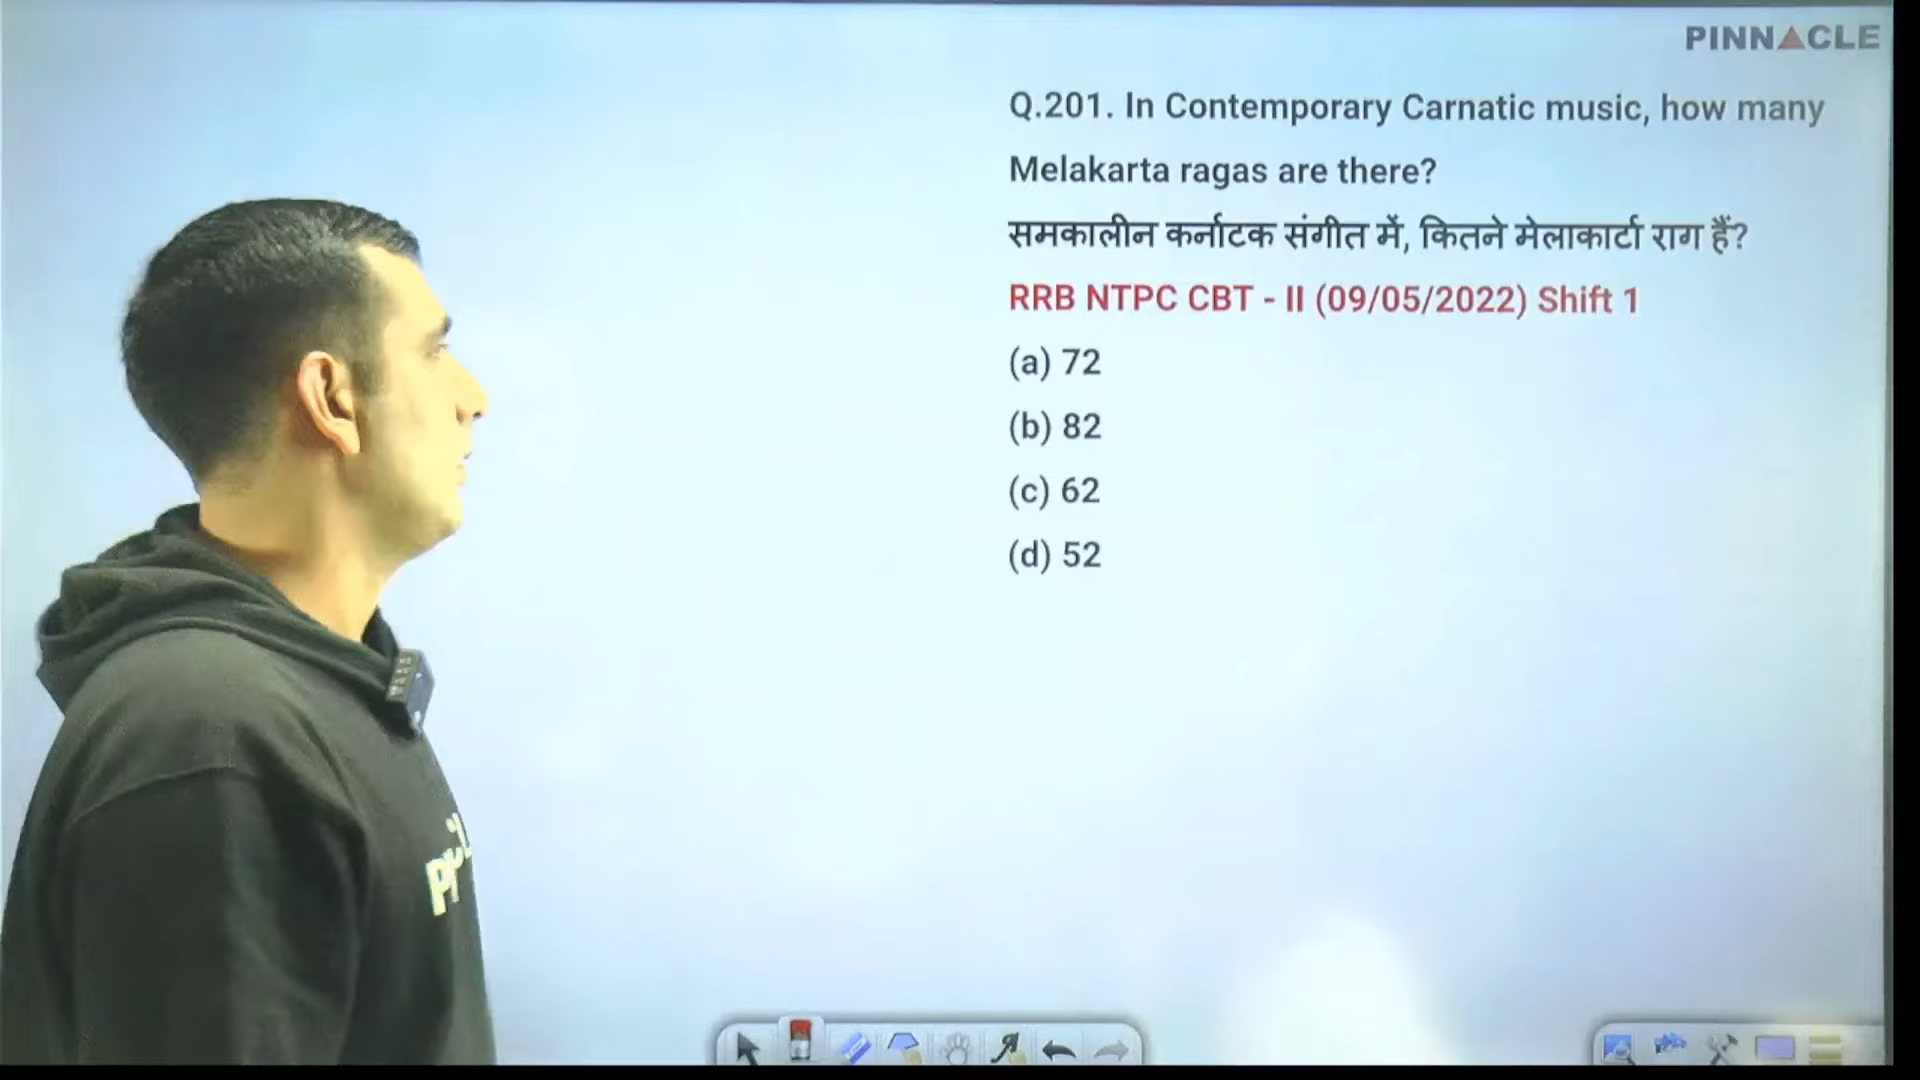 PINNACLE
Q.201. In Contemporary Carnatic music, how many
Melakarta ragas are there?
समकालीन कर्नाटक संगीत में, कितने मेलाकार्टा राग हैं?
RRB NTPC CBT - II (09/05/2022) Shift 1
(a) 72
(b) 82
(c) 62
(d) 52